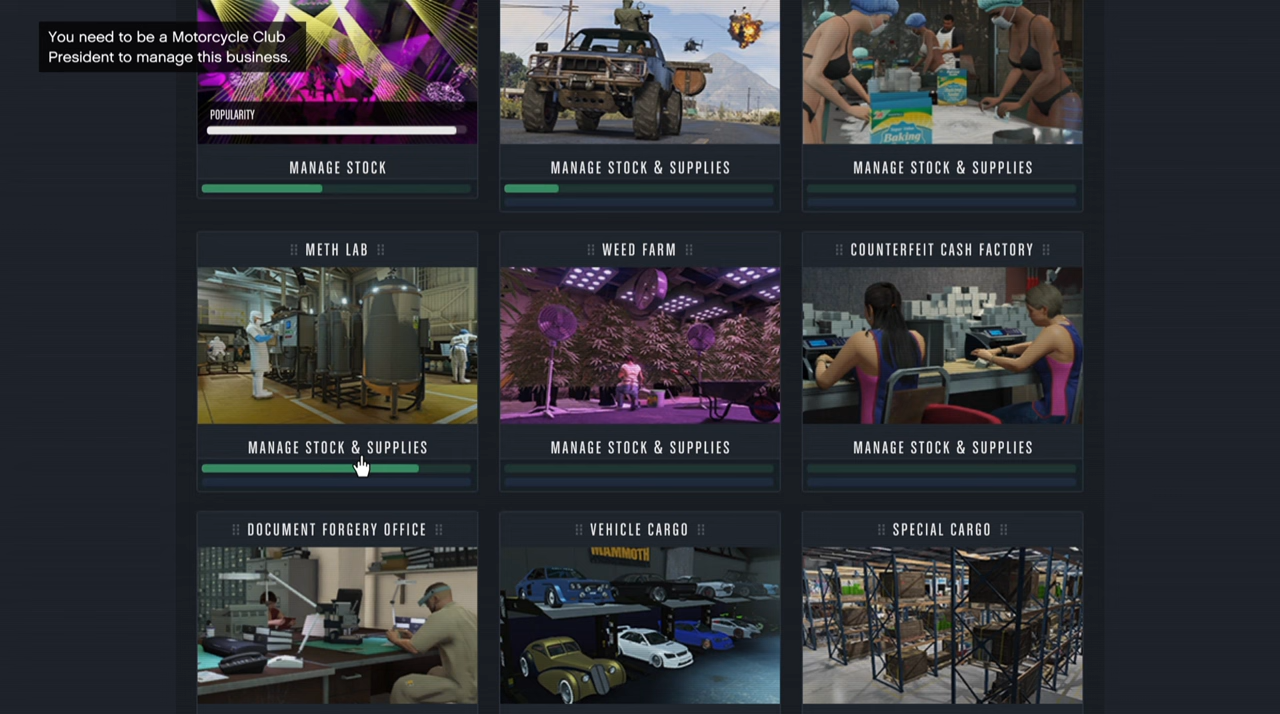 You need to be a Motorcycle Club
President to manage this business.
POPULARITY
MANAGE STOCK
MANAGE STOCK & SUPPLIES
MANAGE STOCK & SUPPLIES
Baking
METH LAB
WEED FARM
COUNTERFEIT CASH FACTORY
MANAGE STOCK & SUPPLIES
MANAGE STOCK & SUPPLIES
MANAGE STOCK & SUPPLIES
DOCUMENT FORGERY OFFICE
VEHICLE CARGO
SPECIAL CARGO
MAMMOTH